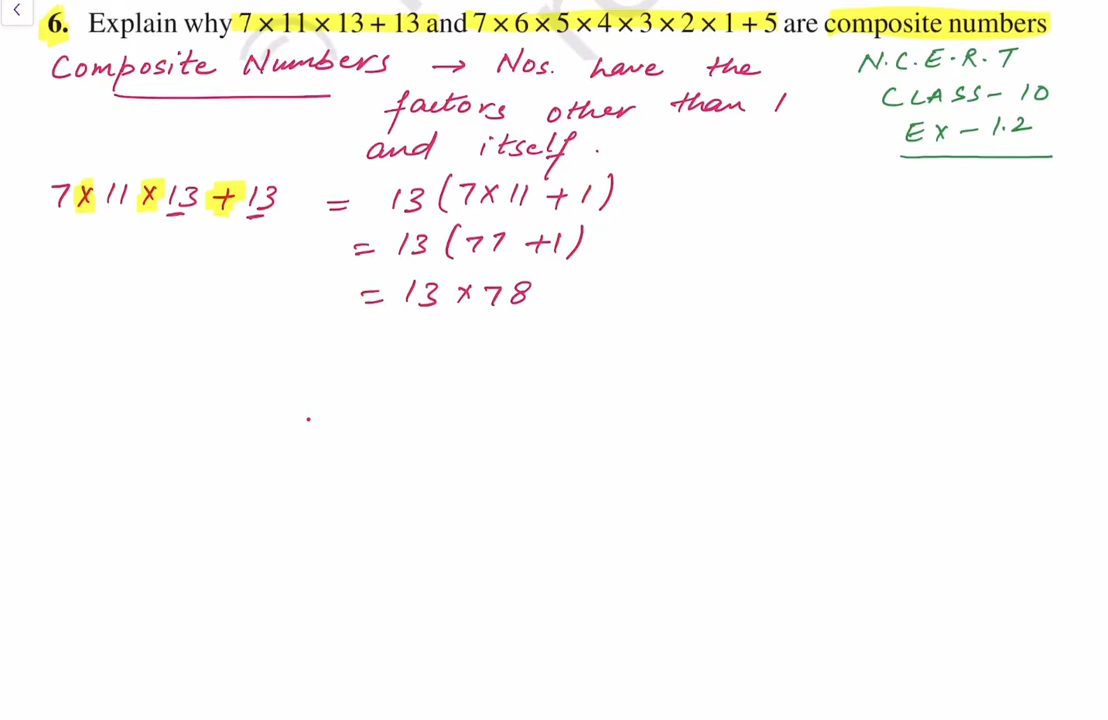 6. Explain why 7 × 11 × 13 + 13 and 7 × 6 × 5 × 4 × 3 × 2 × 1 + 5 are composite numbers
Composite Numbers → Nos. have the
factors other than 1
and itself.
N.C.E.R.T
CLASS - 10
EX - 1.2
7 × 11 × 13 + 13 = 13 (7 × 11 + 1)
= 13 (77 + 1)
= 13 × 78